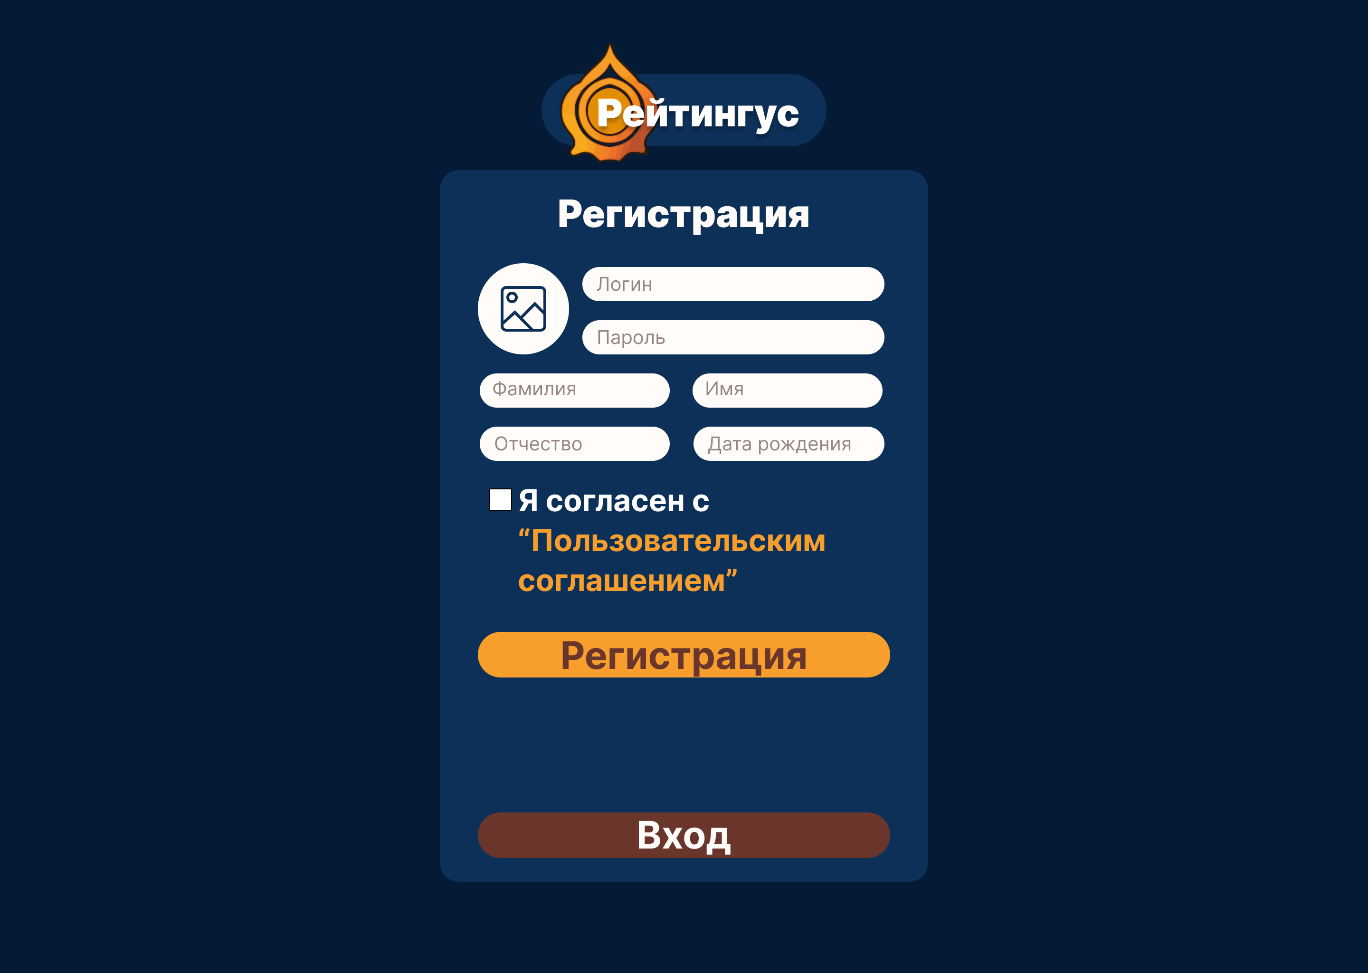 Рейтингус
Регистрация
Логин
Пароль
Фамилия
Имя
Отчество
Дата рождения
Я согласен с
“Пользовательским
соглашением”
Регистрация
Вход